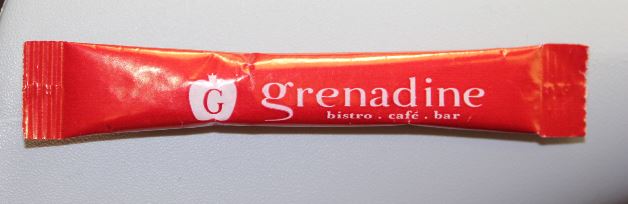 G grenadine
bistro . café . bar